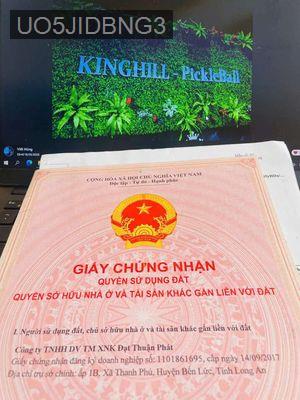 UO5JIDBNG3
KINGHILL - PickleBall
Việt Hùng
CỘNG HÒA XÃ HỘI CHỦ NGHĨA VIỆT NAM
Độc lập - Tự do - Hạnh phúc
GIẤY CHỨNG NHẬN
QUYỀN SỬ DỤNG ĐẤT
QUYỀN SỞ HỮU NHÀ Ở VÀ TÀI SẢN KHÁC GẮN LIỀN VỚI ĐẤT
I. Người sử dụng đất, chủ sở hữu nhà ở và tài sản khác gắn liền với đất
Công ty TNHH DV TM XNK Đạt Thuận Phát
Giấy chứng nhận đăng ký doanh nghiệp số: 1101861695, cấp ngày 14/09/2017
Địa chỉ trụ sở chính: ấp 1B, Xã Thanh Phú, Huyện Bến Lức, Tỉnh Long An